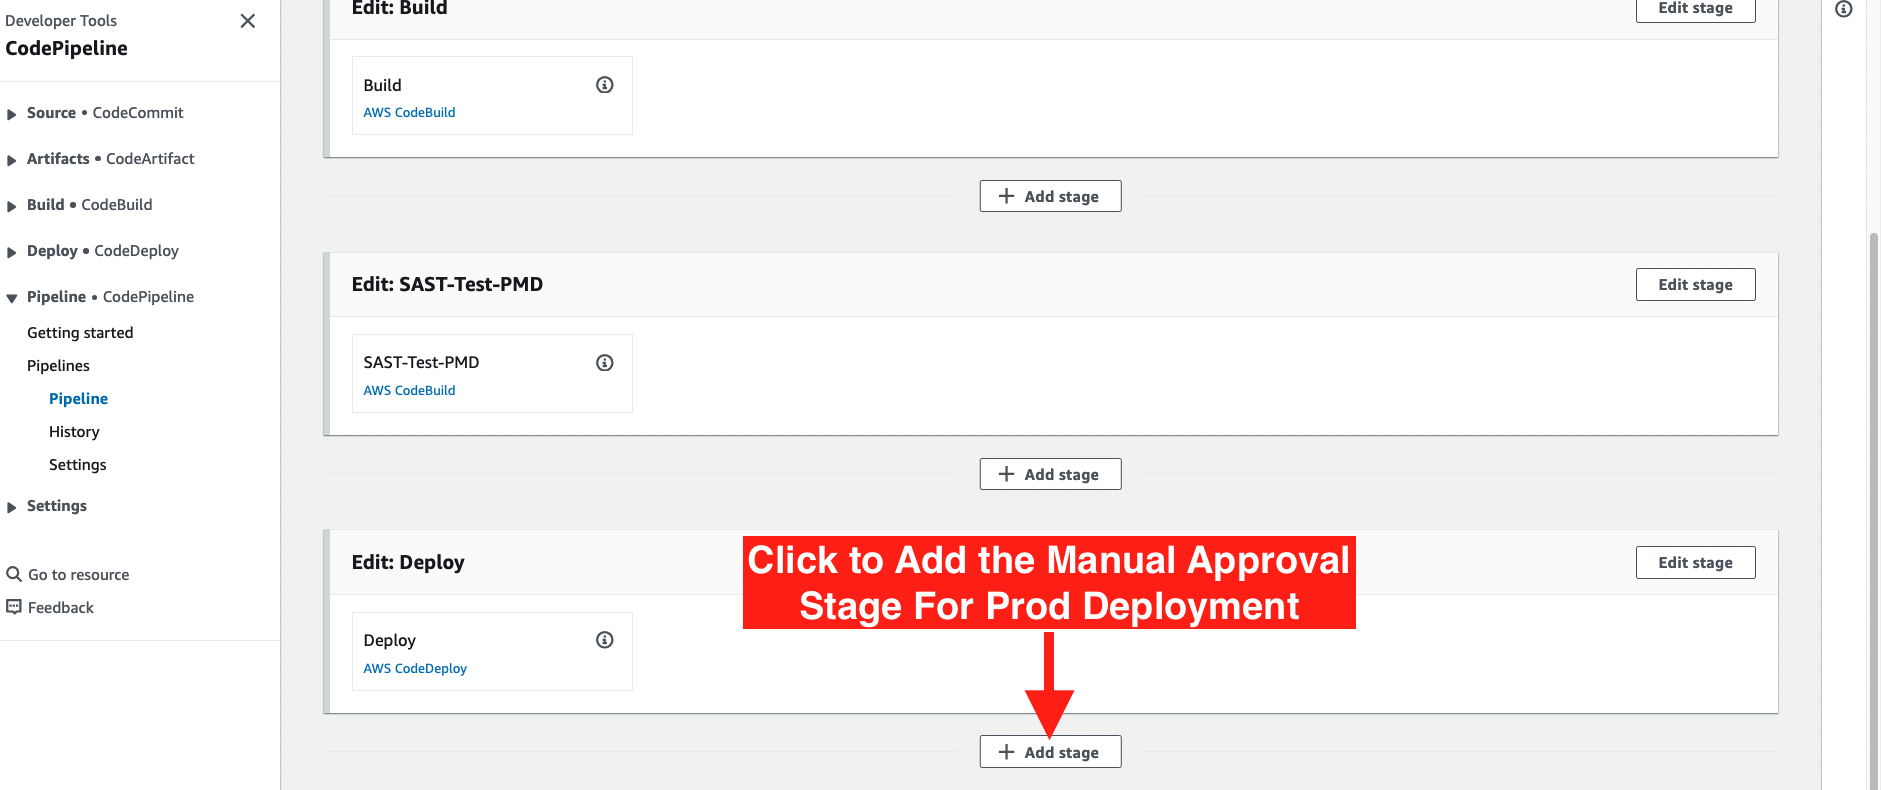 Developer Tools
CodePipeline
Source • CodeCommit
Artifacts • CodeArtifact
Build • CodeBuild
Deploy • CodeDeploy
Pipeline • CodePipeline
Getting started
Pipelines
Pipeline
History
Settings
Settings
Go to resource
Feedback
Edit: Build
Edit stage
Build
AWS CodeBuild
Add stage
Edit: SAST-Test-PMD
Edit stage
SAST-Test-PMD
AWS CodeBuild
Add stage
Edit: Deploy
Edit stage
Click to Add the Manual Approval
Stage For Prod Deployment
Deploy
AWS CodeDeploy
Add stage